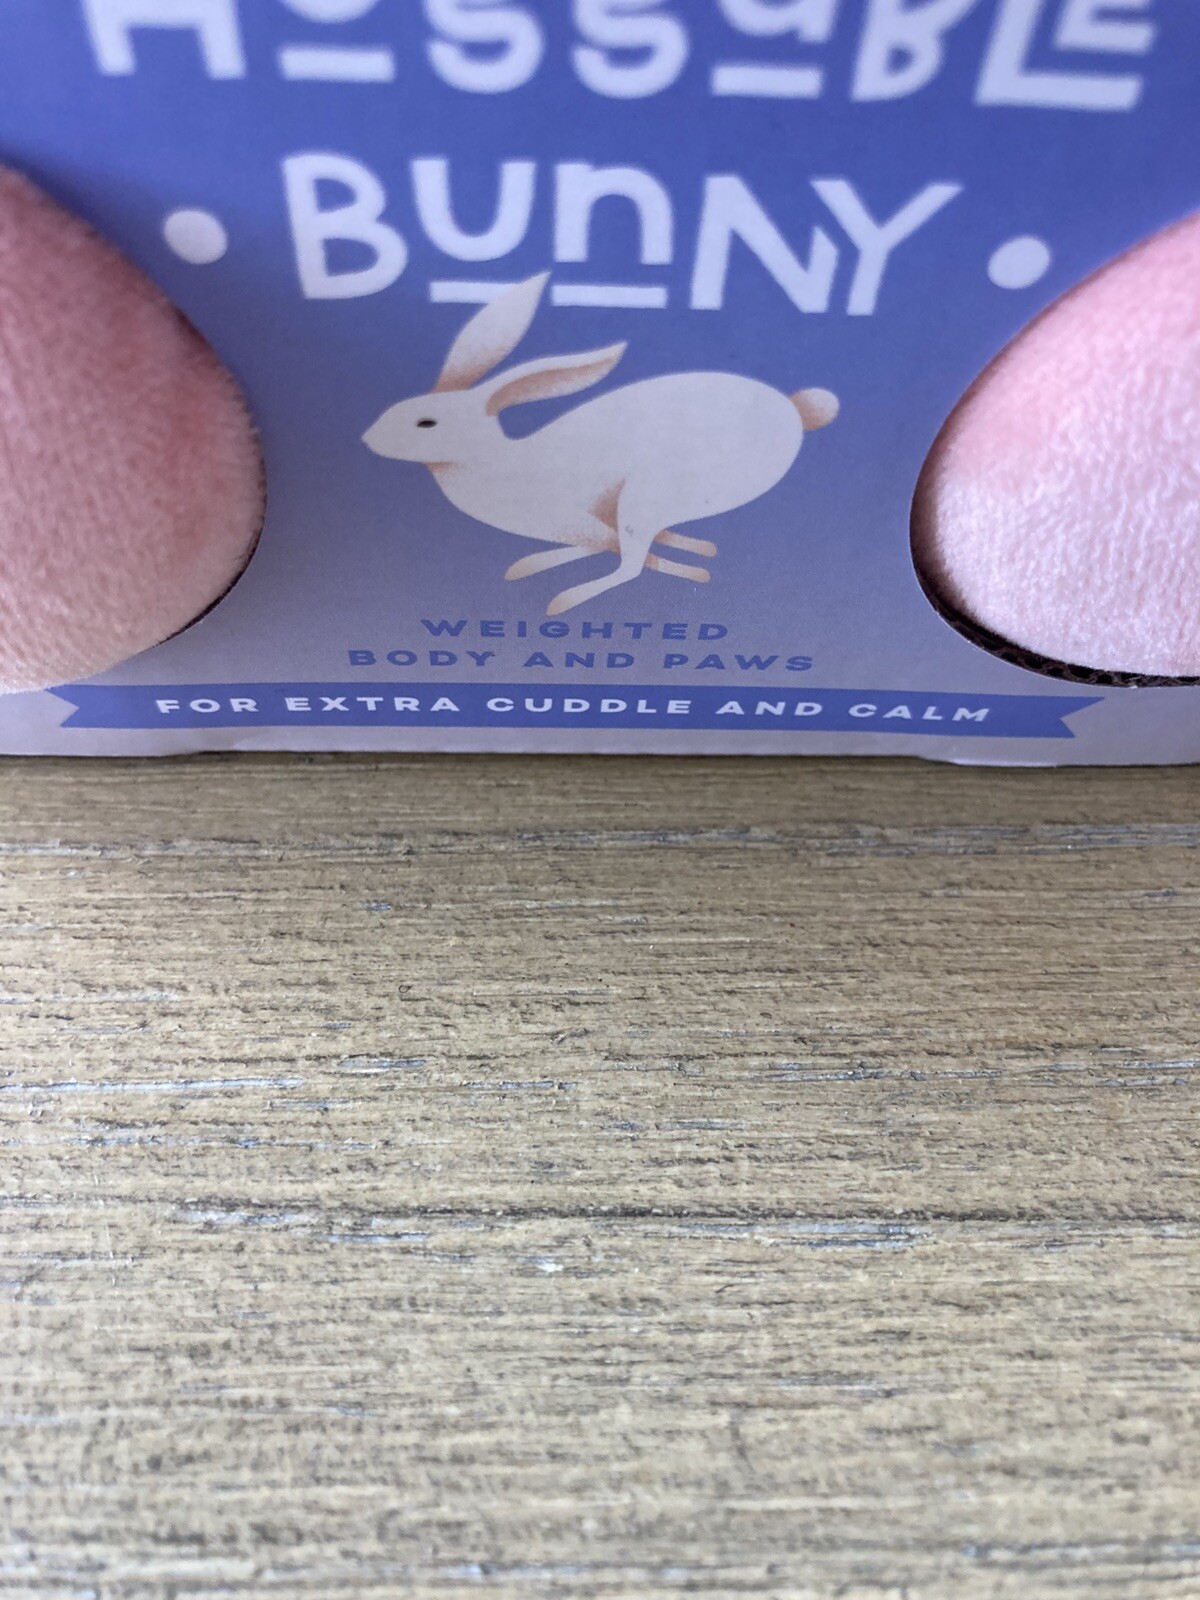 BunNY
WEIGHTED
BODY AND PAWS
FOR EXTRA CUDDLE AND CALM